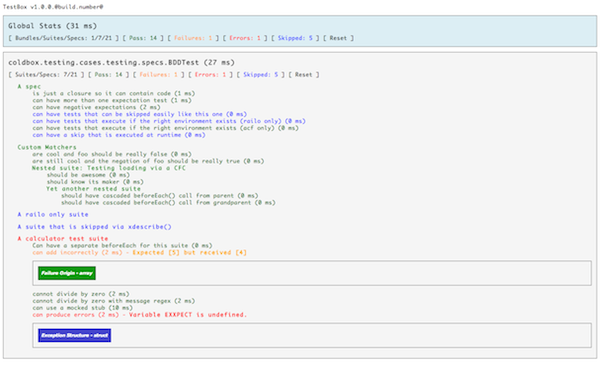 TestBox v1.0.0.@build.number@
Global Stats (31 ms)
[ Bundles/Suites/Specs: 1/7/21 ] [ Pass: 14 ] [ Failures: 1 ] [ Errors: 1 ] [ Skipped: 5 ] [ Reset ]
coldbox.testing.cases.testing.specs.BDDTest (27 ms)
[ Suites/Specs: 7/21 ] [ Pass: 14 ] [ Failures: 1 ] [ Errors: 1 ] [ Skipped: 5 ] [ Reset ]
A spec
is just a closure so it can contain code (1 ms)
can have more than one expectation test (1 ms)
can have negative expectations (2 ms)
can have tests that can be skipped easily like this one (0 ms)
can have tests that execute if the right environment exists (railo only) (0 ms)
can have tests that execute if the right environment exists (acf only) (0 ms)
can have a skip that is executed at runtime (0 ms)
Custom Matchers
are cool and foo should be really false (0 ms)
are still cool and the negation of foo should be really true (0 ms)
Nested suite: Testing loading via a CFC
should be awesome (0 ms)
should know its maker (0 ms)
Yet another nested suite
should have cascaded beforeEach() call from parent (0 ms)
should have cascaded beforeEach() call from grandparent (0 ms)
A railo only suite
A suite that is skipped via xdescribe()
A calculator test suite
Can have a separate beforeEach for this suite (0 ms)
can add incorrectly (2 ms) - Expected [5] but received [4]
Failure Origin - array
cannot divide by zero (2 ms)
cannot divide by zero with message regex (2 ms)
can use a mocked stub (10 ms)
can produce errors (2 ms) - Variable EXXPECT is undefined.
Exception Structure - struct